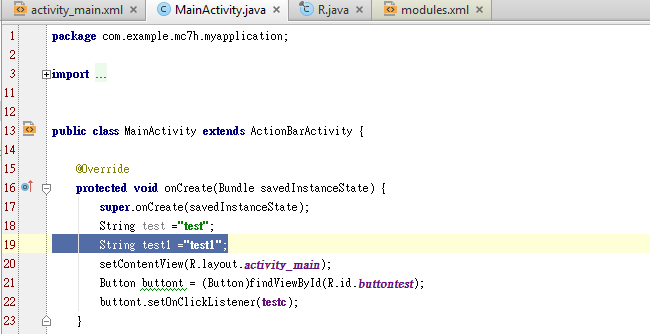 activity_main.xml × MainActivity.java × R.java × modules.xml ×
1 package com.example.mc7h.myapplication;
2
3 import ...
11
12
13 public class MainActivity extends ActionBarActivity {
14
15 @Override
16 protected void onCreate(Bundle savedInstanceState) {
17 super.onCreate(savedInstanceState);
18 String test ="test";
19 String test1 ="test1";
20 setContentView(R.layout.activity_main);
21 Button buttont = (Button)findViewById(R.id.buttontest);
22 buttont.setOnClickListener(testc);
23 }